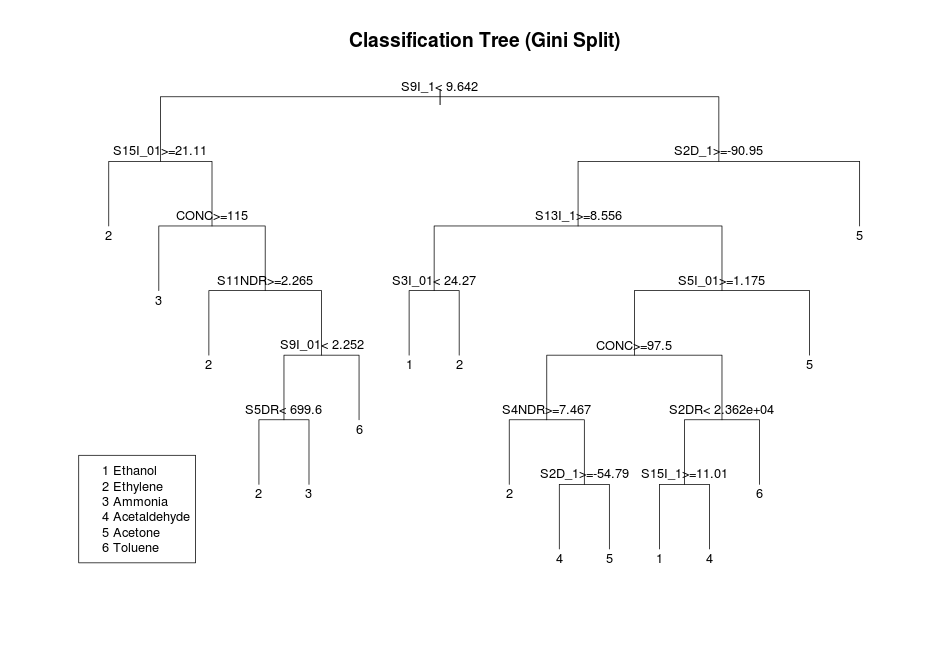 Classification Tree (Gini Split)
S9I_1< 9.642
S15I_01>=21.11
S2D_1>=-90.95
CONC>=115
S13I_1>=8.556
2
5
S11NDR>=2.265
S3I_01< 24.27
S5I_01>=1.175
3
S9I_01< 2.252
CONC>=97.5
2
1
2
5
S5DR< 699.6
S4NDR>=7.467
S2DR< 2.362e+04
6
S2D_1>=-54.79
S15I_1>=11.01
2
3
2
6
4
5
1
4
1 Ethanol
2 Ethylene
3 Ammonia
4 Acetaldehyde
5 Acetone
6 Toluene